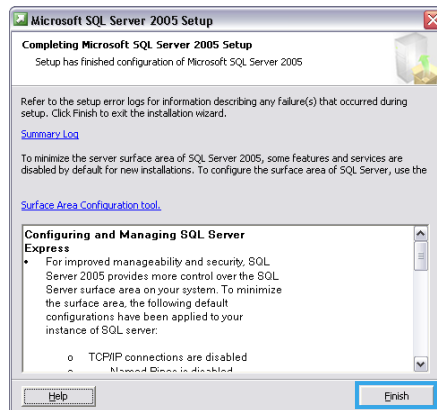 Microsoft SQL Server 2005 Setup
Completing Microsoft SQL Server 2005 Setup
Setup has finished configuration of Microsoft SQL Server 2005
Refer to the setup error logs for information describing any failure(s) that occurred during
setup. Click Finish to exit the installation wizard.
Summary Log
To minimize the server surface area of SQL Server 2005, some features and services are
disabled by default for new installations. To configure the surface area of SQL Server, use the
Surface Area Configuration tool.
Configuring and Managing SQL Server
Express
• For improved manageability and security, SQL
Server 2005 provides more control over the SQL
Server surface area on your system. To minimize
the surface area, the following default
configurations have been applied to your
instance of SQL server:
o TCP/IP connections are disabled
o Named Pipes is disabled
Help
Finish